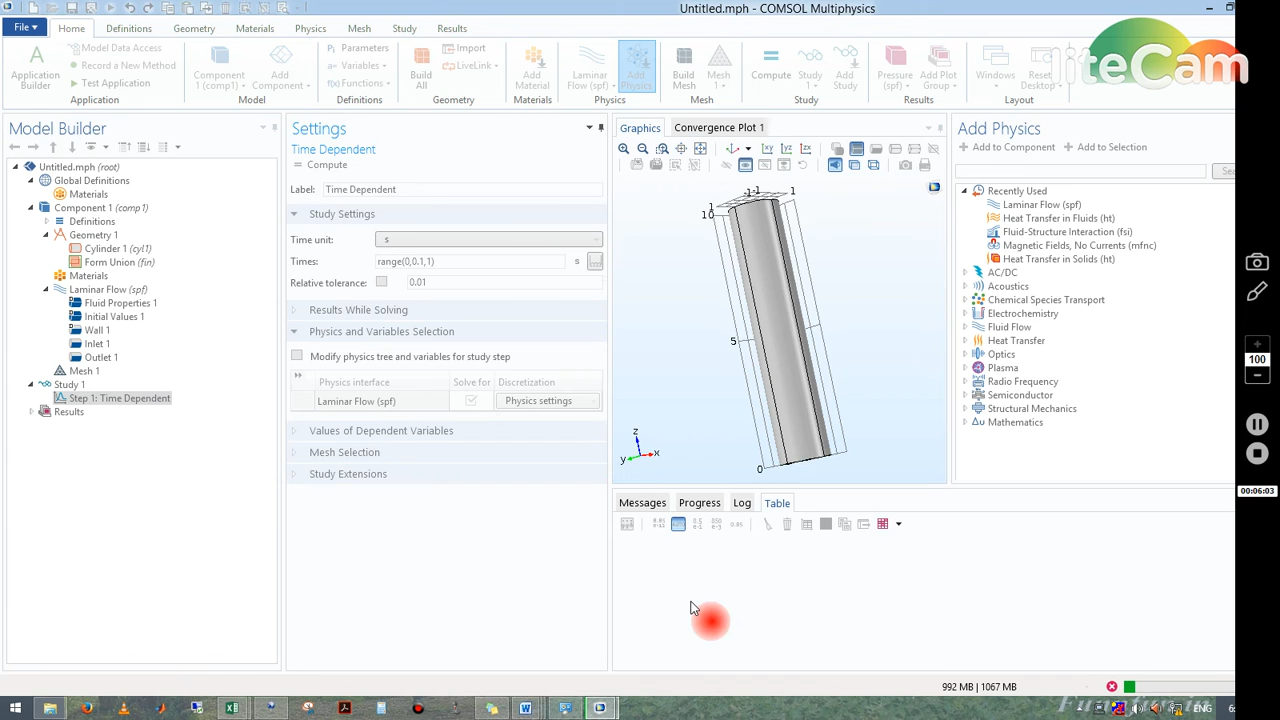 Untitled.mph - COMSOL Multiphysics
liteCam
File
Home
Definitions
Geometry
Materials
Physics
Mesh
Study
Results
Application
Builder
Model Data Access
Record a New Method
Test Application
Application
Component
(comp1)
Add
Component
Model
Parameters
Variables
Functions
Definitions
Build
All
Import
LiveLink
Geometry
Add
Material
Materials
Laminar
Flow (spf)
Add
Physics
Physics
Build
Mesh
Mesh
1
Mesh
Compute
Study
1
Add
Study
Study
Pressure
(spf)
Add Plot
Group
Results
Windows
Reset
Desktop
Layout
Model Builder
Untitled.mph (root)
Global Definitions
Materials
Component 1 (comp1)
Definitions
Geometry 1
Cylinder 1 (cyl1)
Form Union (fin)
Materials
Laminar Flow (spf)
Fluid Properties 1
Initial Values 1
Wall 1
Inlet 1
Outlet 1
Mesh 1
Study 1
Step 1: Time Dependent
Results
Settings
Time Dependent
= Compute
Label: Time Dependent
Study Settings
Time unit: s
Times: range(0,0.1,1) s
Relative tolerance: 0.01
Results While Solving
Physics and Variables Selection
Modify physics tree and variables for study step
Physics interface Solve for Discretization
Laminar Flow (spf) Physics settings
Values of Dependent Variables
Mesh Selection
Study Extensions
Graphics
Convergence Plot 1
xy yz xz
-1 -1 1
1
10
5
0
z
y x
Messages
Progress
Log
Table
Add Physics
+ Add to Component + Add to Selection
Sea
Recently Used
Laminar Flow (spf)
Heat Transfer in Fluids (ht)
Fluid-Structure Interaction (fsi)
Magnetic Fields, No Currents (mfnc)
Heat Transfer in Solids (ht)
AC/DC
Acoustics
Chemical Species Transport
Electrochemistry
Fluid Flow
Heat Transfer
Optics
Plasma
Radio Frequency
Semiconductor
Structural Mechanics
Mathematics
+
100
00:06:03
992 MB | 1067 MB
ENG